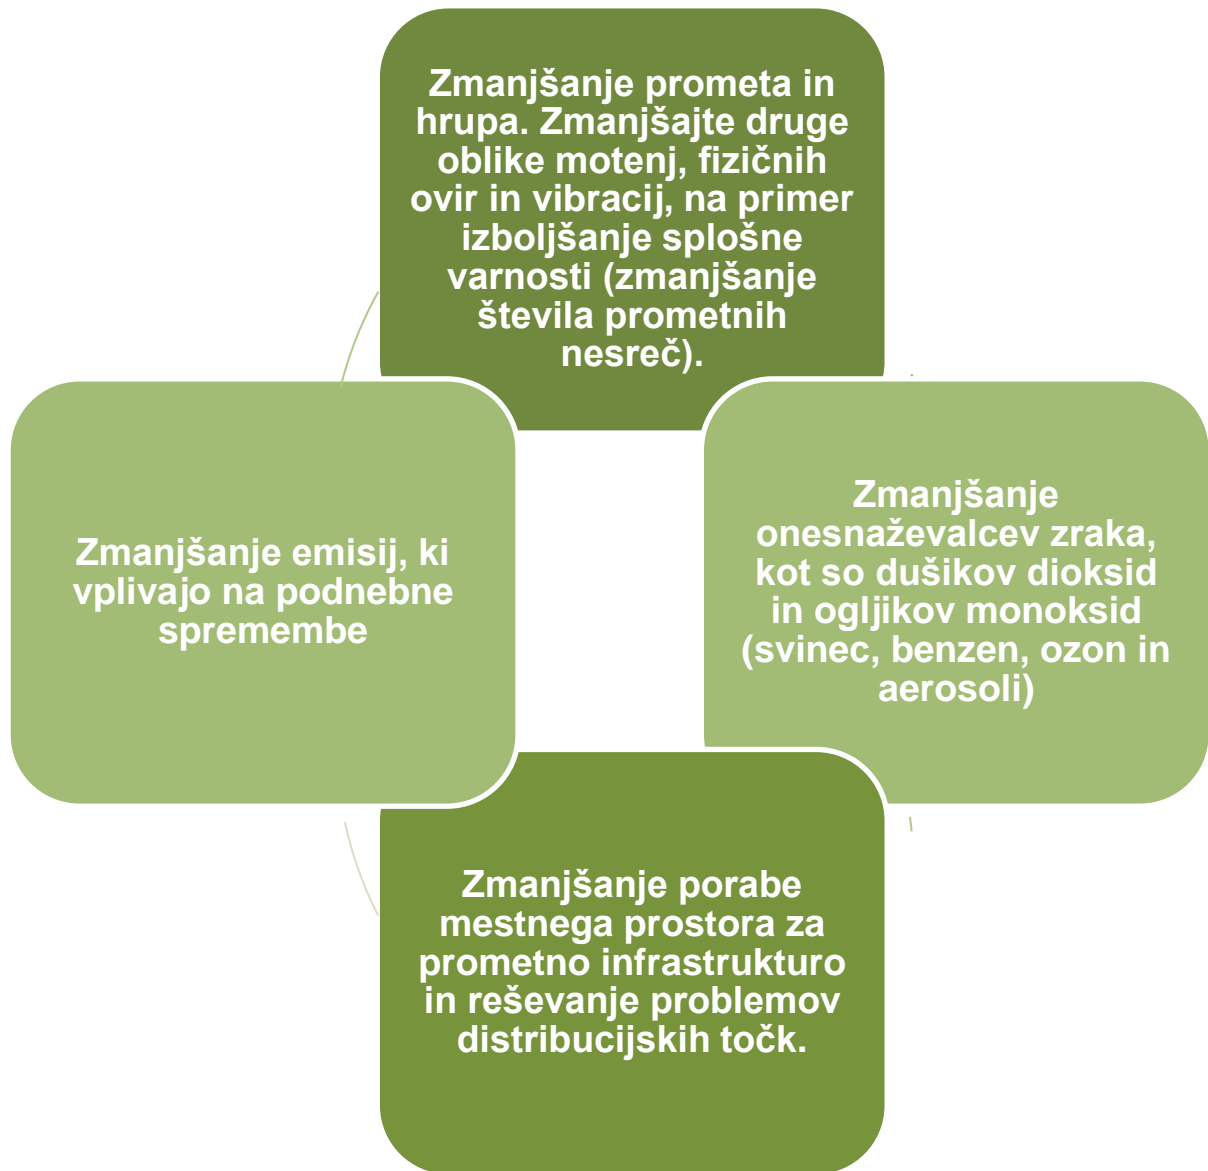 Zmanjšanje prometa in
hrupa. Zmanjšajte druge
oblike motenj, fizičnih
ovir in vibracij, na primer
izboljšanje splošne
varnosti (zmanjšanje
števila prometnih
nesreč).
Zmanjšanje
onesnaževalcev zraka,
kot so dušikov dioksid
in ogljikov monoksid
(svinec, benzen, ozon in
aerosoli)
Zmanjšanje porabe
mestnega prostora za
prometno infrastrukturo
in reševanje problemov
distribucijskih točk.
Zmanjšanje emisij, ki
vplivajo na podnebne
spremembe